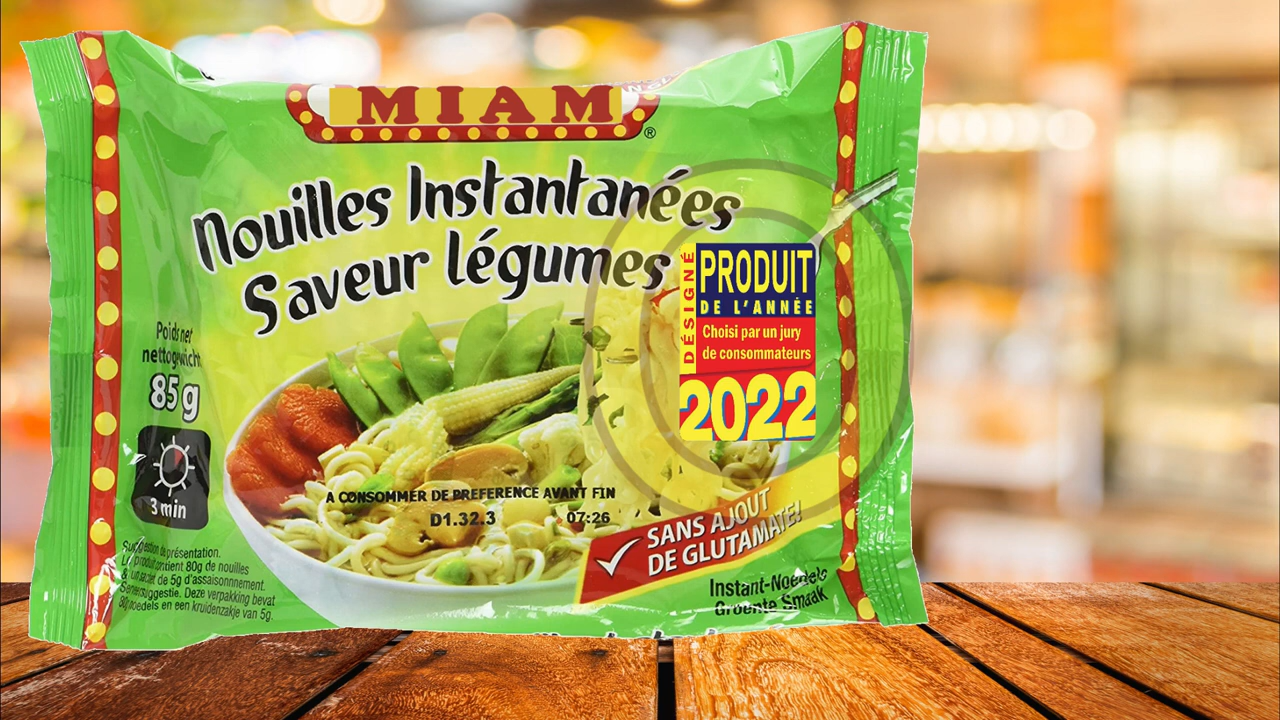 MIAM
®
Nouilles Instantanées
Saveur légumes
DÉSIGNÉ
PRODUIT
DE L'ANNÉE
Choisi par un jury
de consommateurs
2022
Poids net
nettogewicht
85 g
3 min
A CONSOMMER DE PREFERENCE AVANT FIN
D1.32.3 07:26
SANS AJOUT
DE GLUTAMATE!
Suggestion de présentation.
Le produit contient 80g de nouilles
& un sachet de 5g d'assaisonnnement.
Serveersuggestie. Deze verpakking bevat
80g noedels en een kruidenzakje van 5g.
Instant-Noedels
Groente Smaak